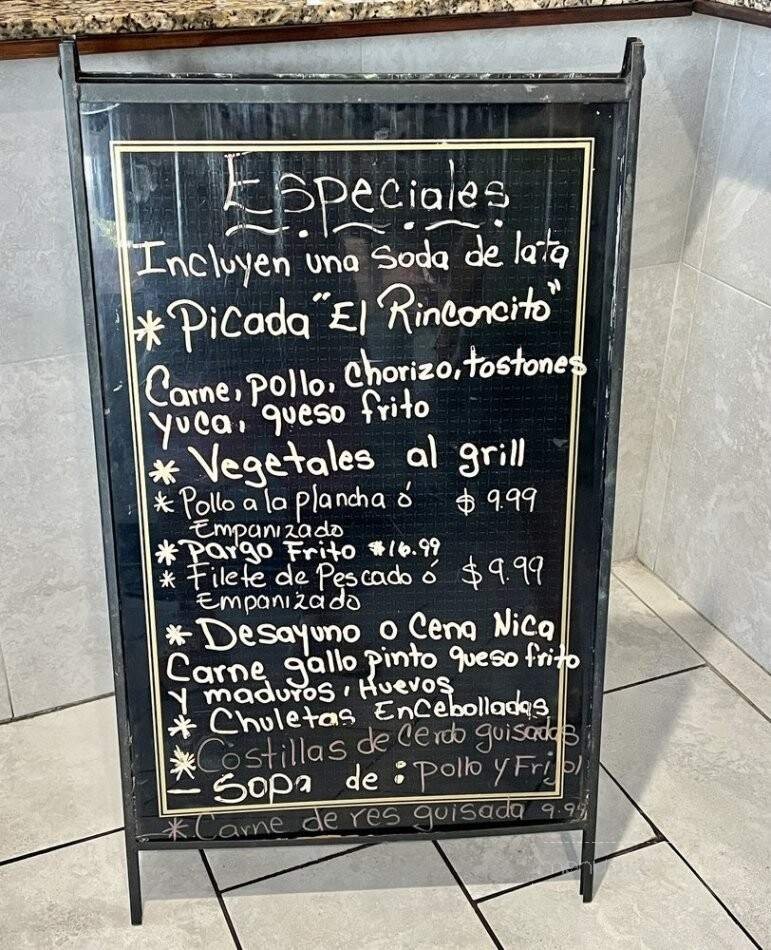 Especiales
Incluyen una soda de lata
* Picada "El Rinconcito"
Carne, pollo, chorizo, tostones
yuca, queso frito
* Vegetales al grill
* Pollo a la plancha ó $ 9.99
Empanizado
* Pargo Frito $16.99
* Filete de Pescado ó $ 9.99
Empanizado
* Desayuno o Cena Nica
Carne gallo pinto queso frito
y maduros, Huevos
* Chuletas Encebolladas
* Costillas de Cerdo guisadas
- Sopa de : pollo y Frijol
* Carne de res guisada 9.99